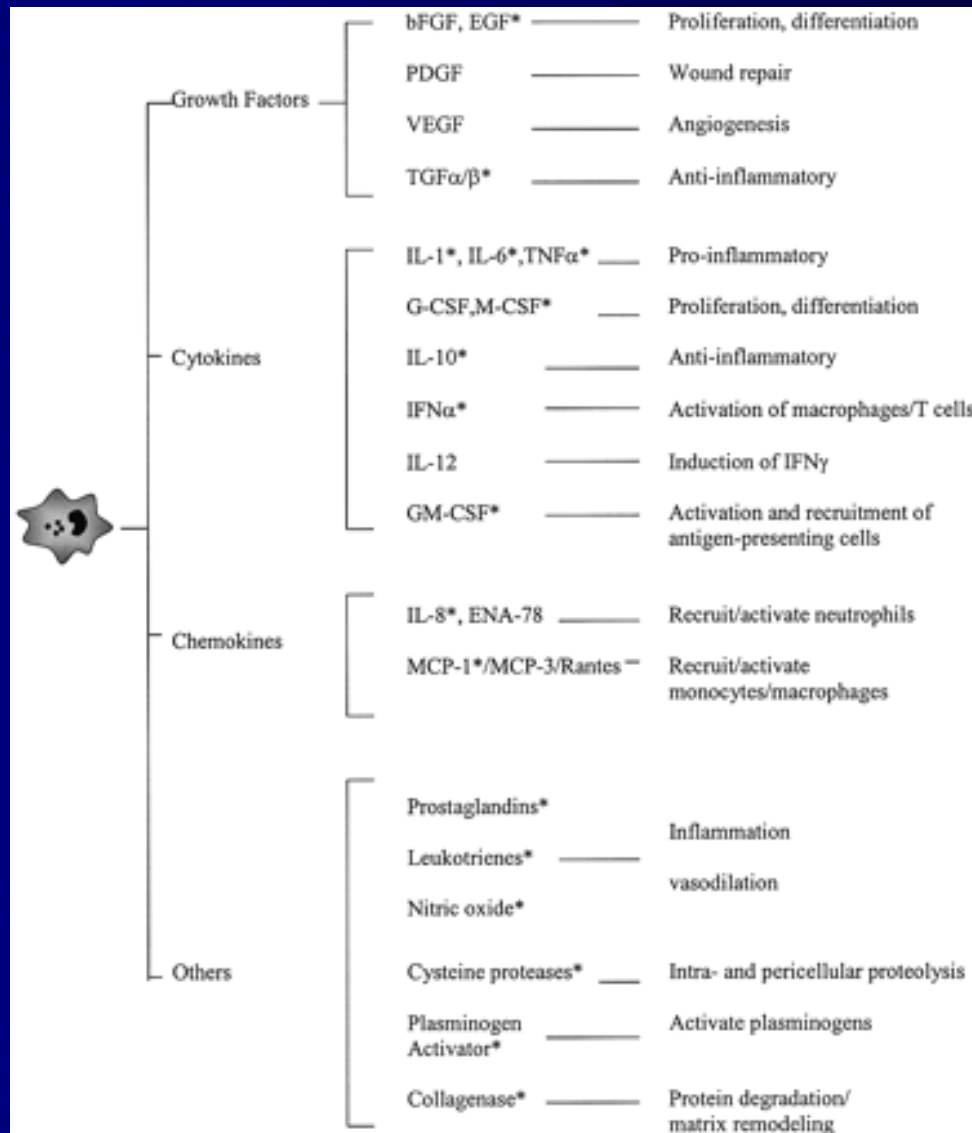 bFGF, EGF* Proliferation, differentiation
PDGF Wound repair
Growth Factors
VEGF Angiogenesis
TGFα/β* Anti-inflammatory
IL-1*, IL-6*,TNFα* Pro-inflammatory
G-CSF,M-CSF* Proliferation, differentiation
Cytokines
IL-10* Anti-inflammatory
IFNα* Activation of macrophages/T cells
IL-12 Induction of IFNγ
GM-CSF* Activation and recruitment of
antigen-presenting cells
IL-8*, ENA-78 Recruit/activate neutrophils
Chemokines
MCP-1*/MCP-3/Rantes Recruit/activate
monocytes/macrophages
Prostaglandins*
Inflammation
Leukotrienes*
vasodilation
Nitric oxide*
Others
Cysteine proteases* Intra- and pericellular proteolysis
Plasminogen Activate plasminogens
Activator*
Collagenase* Protein degradation/
matrix remodeling